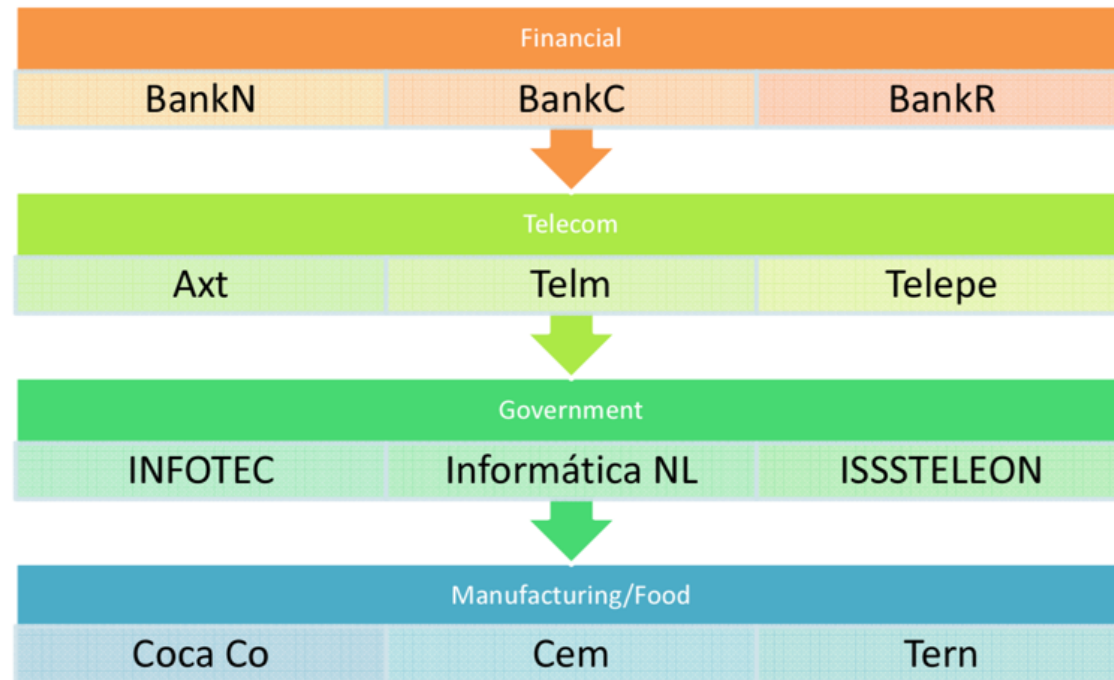 Financial
BankN BankC BankR
Telecom
Axt Telm Telepe
Government
INFOTEC Informática NL ISSSTELEON
Manufacturing/Food
Coca Co Cem Tern